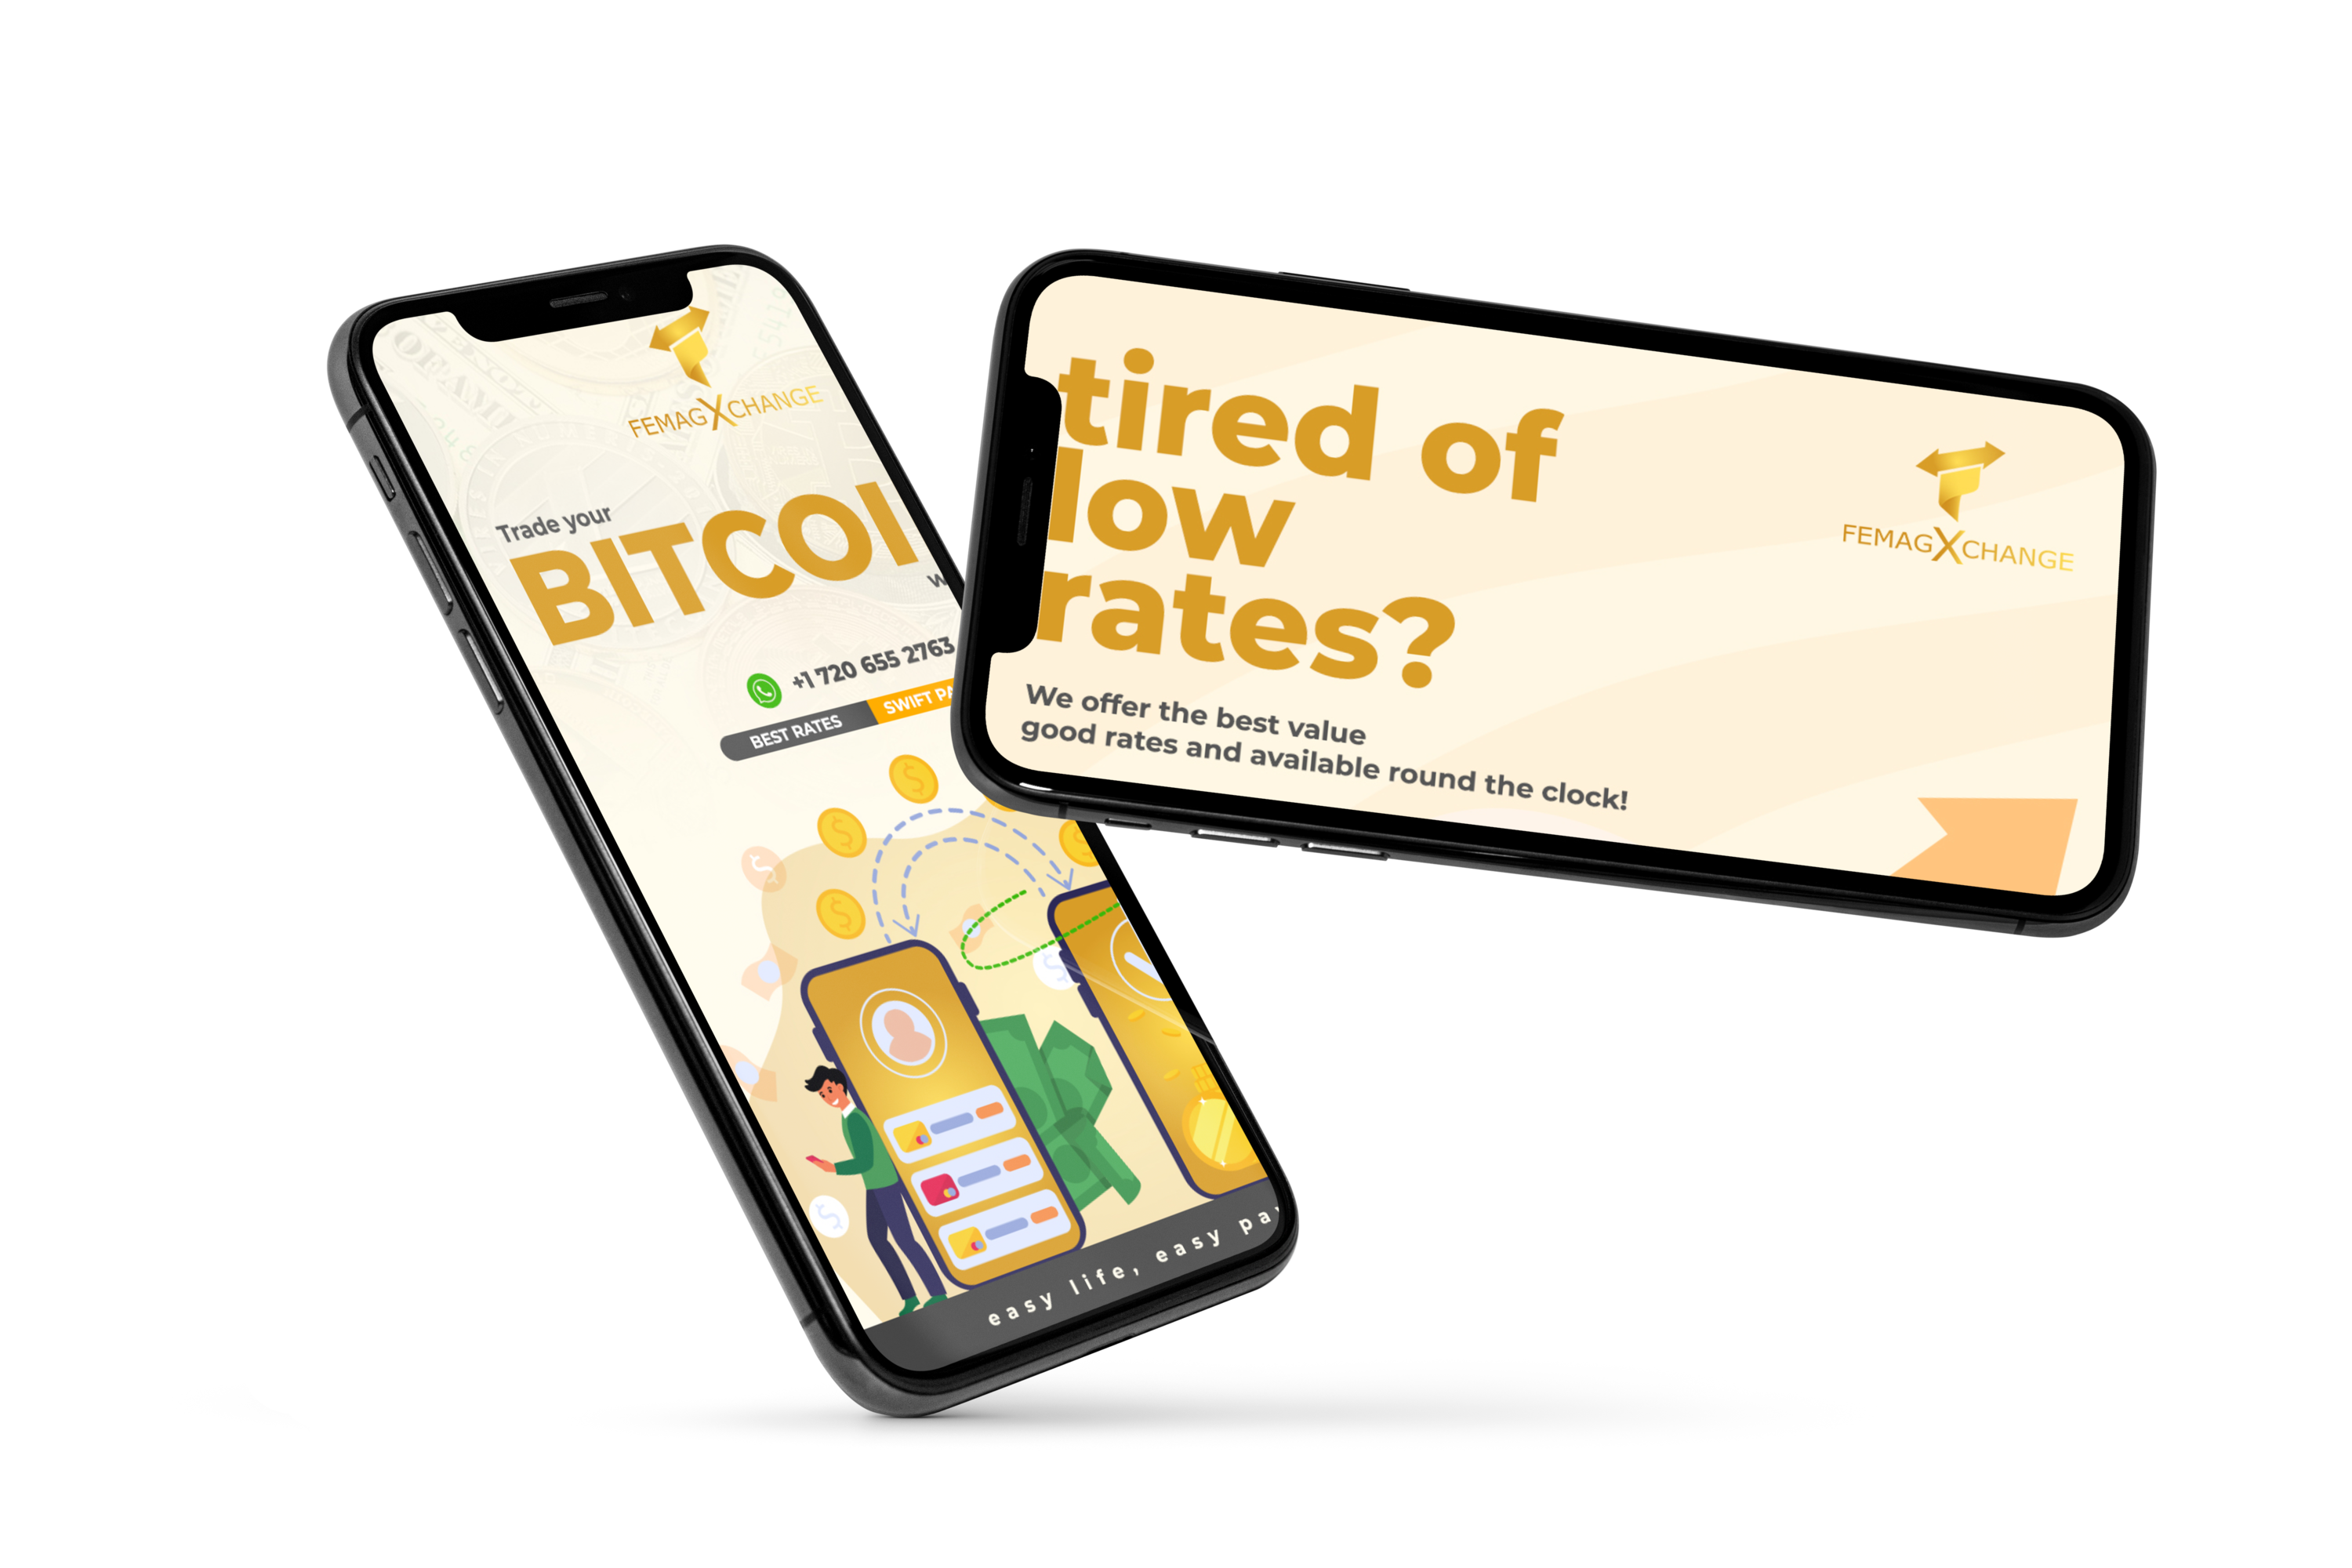 FEMAGXCHANGE
Trade your
BITCOI
w
+1 720 655 2763
BEST RATES
SWIFT PA
easy life, easy pa
tired of
low
rates?
We offer the best value
good rates and available round the clock!
FEMAGXCHANGE